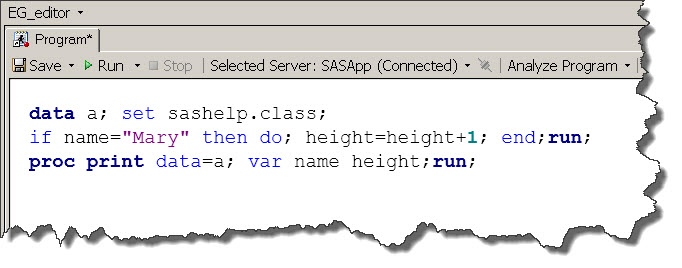 EG_editor
Program*
Save Run Stop Selected Server: SASApp (Connected) Analyze Program
data a; set sashelp.class;
if name="Mary" then do; height=height+1; end;run;
proc print data=a; var name height;run;